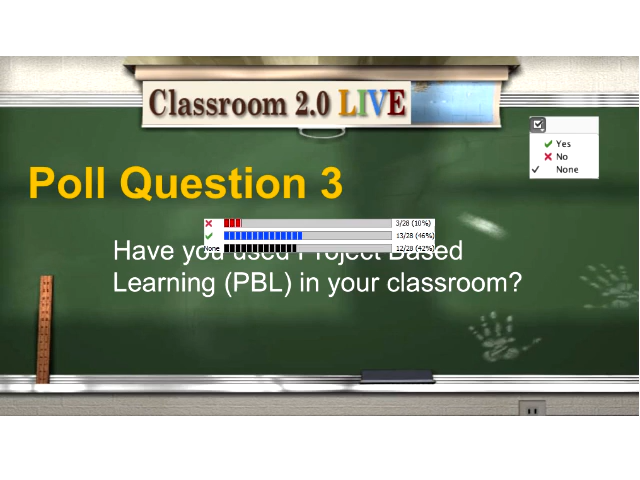 Classroom 2.0 LIVE
Yes
No
None
Poll Question 3
3/28 (10%)
13/28 (46%)
None 12/28 (42%)
Have you used Project Based
Learning (PBL) in your classroom?